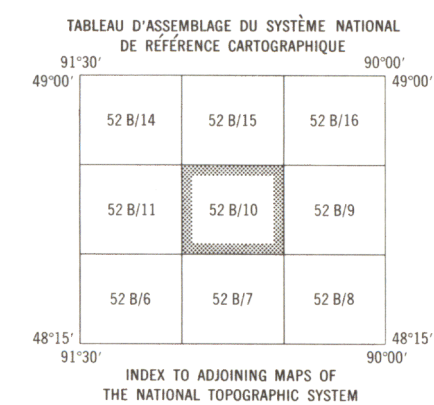 TABLEAU D'ASSEMBLAGE DU SYSTÈME NATIONAL
DE RÉFÉRENCE CARTOGRAPHIQUE
91°30′ 90°00′
49°00′ 49°00′
52 B/14 52 B/15 52 B/16
52 B/11 52 B/10 52 B/9
52 B/6 52 B/7 52 B/8
48°15′ 48°15′
91°30′ 90°00′
INDEX TO ADJOINING MAPS OF
THE NATIONAL TOPOGRAPHIC SYSTEM